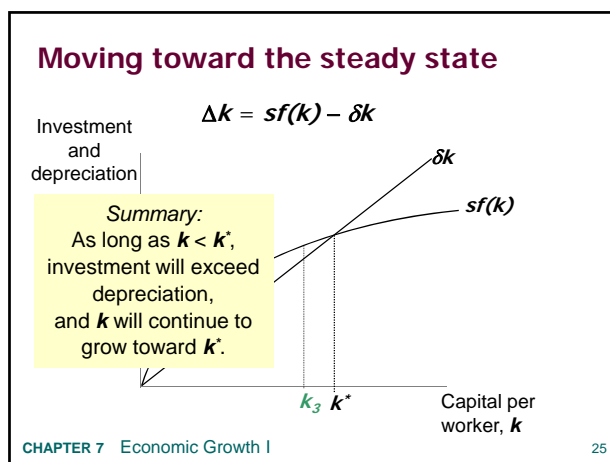 Moving toward the steady state
Δk = sf(k) – δk
Investment
and
depreciation
δk
sf(k)
Summary:
As long as k < k*,
investment will exceed
depreciation,
and k will continue to
grow toward k*.
k3 k*
Capital per
worker, k
CHAPTER 7 Economic Growth I
25